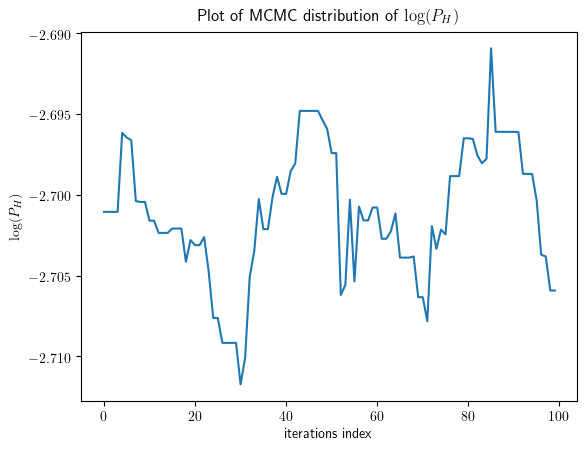 Plot of MCMC distribution of log(P_H)
log(P_H)
−2.690
−2.695
−2.700
−2.705
−2.710
0 20 40 60 80 100
iterations index